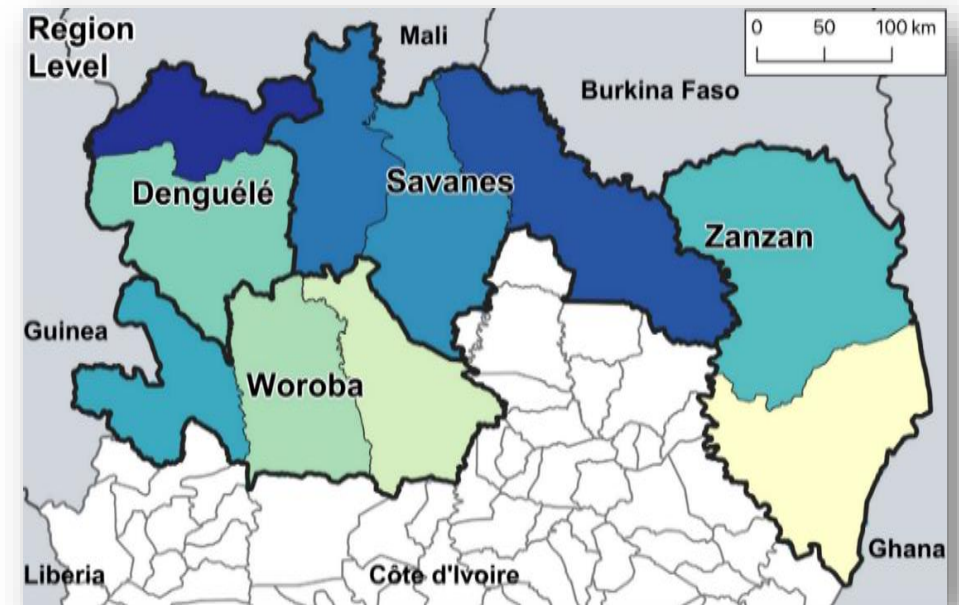 Region
Level
Mali
0 50 100 km
Burkina Faso
Denguélé
Savanes
Zanzan
Guinea
Woroba
Ghana
Liberia
Côte d'Ivoire